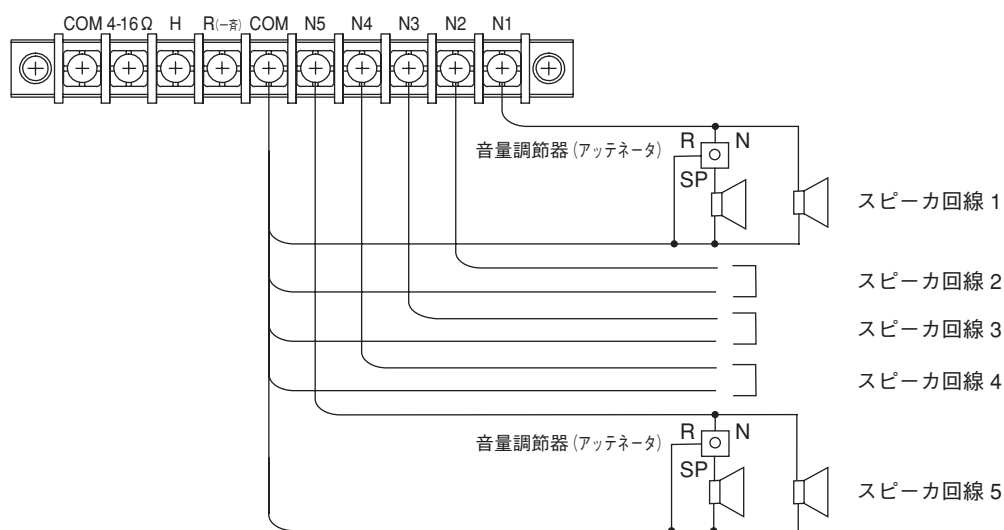 COM 4-16Ω H R(一斉) COM N5 N4 N3 N2 N1
音量調節器(アッテネータ)
R N
SP
スピーカ回線 1
スピーカ回線 2
スピーカ回線 3
スピーカ回線 4
音量調節器(アッテネータ)
R N
SP
スピーカ回線 5